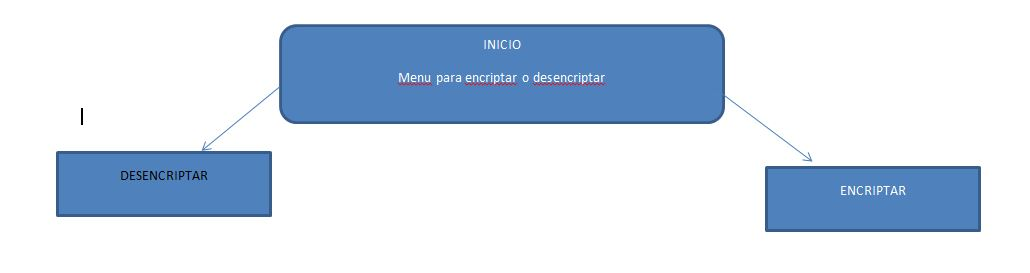 INICIO
Menu para encriptar o desencriptar
DESENCRIPTAR
ENCRIPTAR